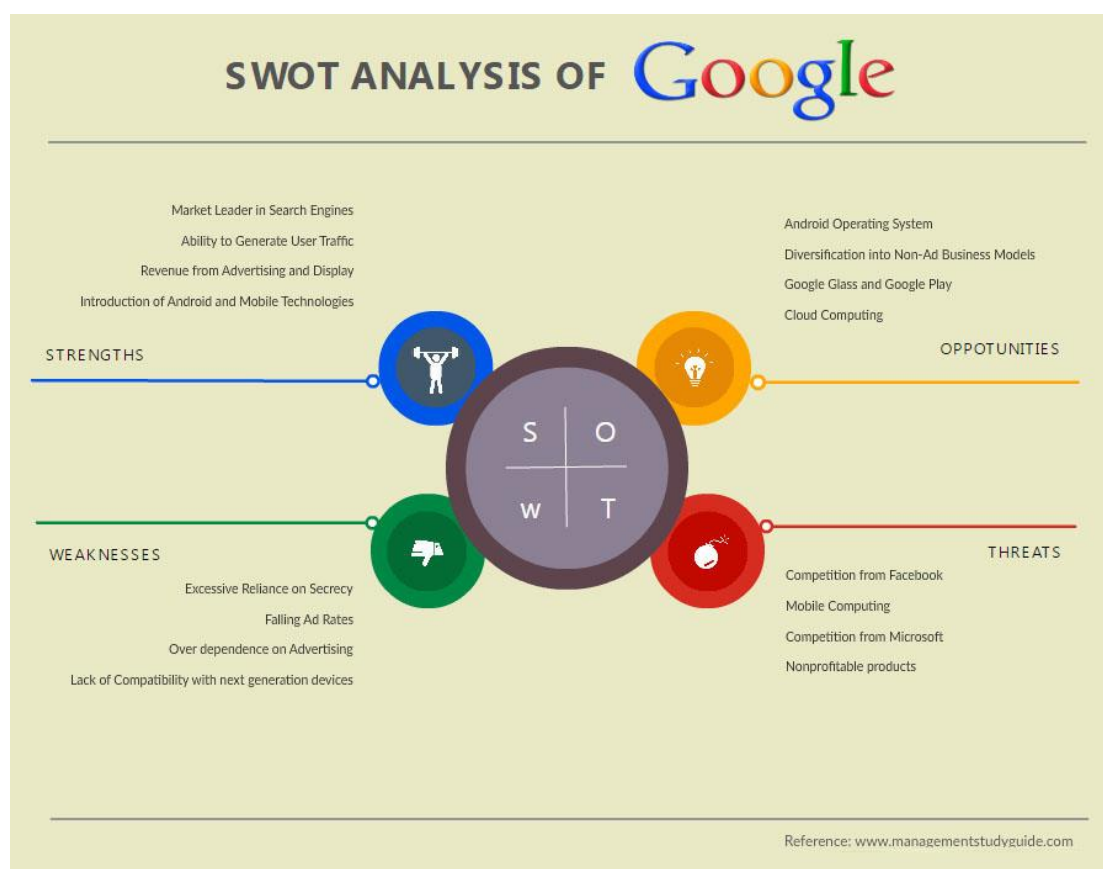 SWOT ANALYSIS OF Google
Market Leader in Search Engines
Ability to Generate User Traffic
Revenue from Advertising and Display
Introduction of Android and Mobile Technologies
STRENGTHS
Android Operating System
Diversification into Non-Ad Business Models
Google Glass and Google Play
Cloud Computing
OPPOTUNITIES
S O
w T
WEAKNESSES
Excessive Reliance on Secrecy
Falling Ad Rates
Over dependence on Advertising
Lack of Compatibility with next generation devices
THREATS
Competition from Facebook
Mobile Computing
Competition from Microsoft
Nonprofitable products
Reference: www.managementstudyguide.com